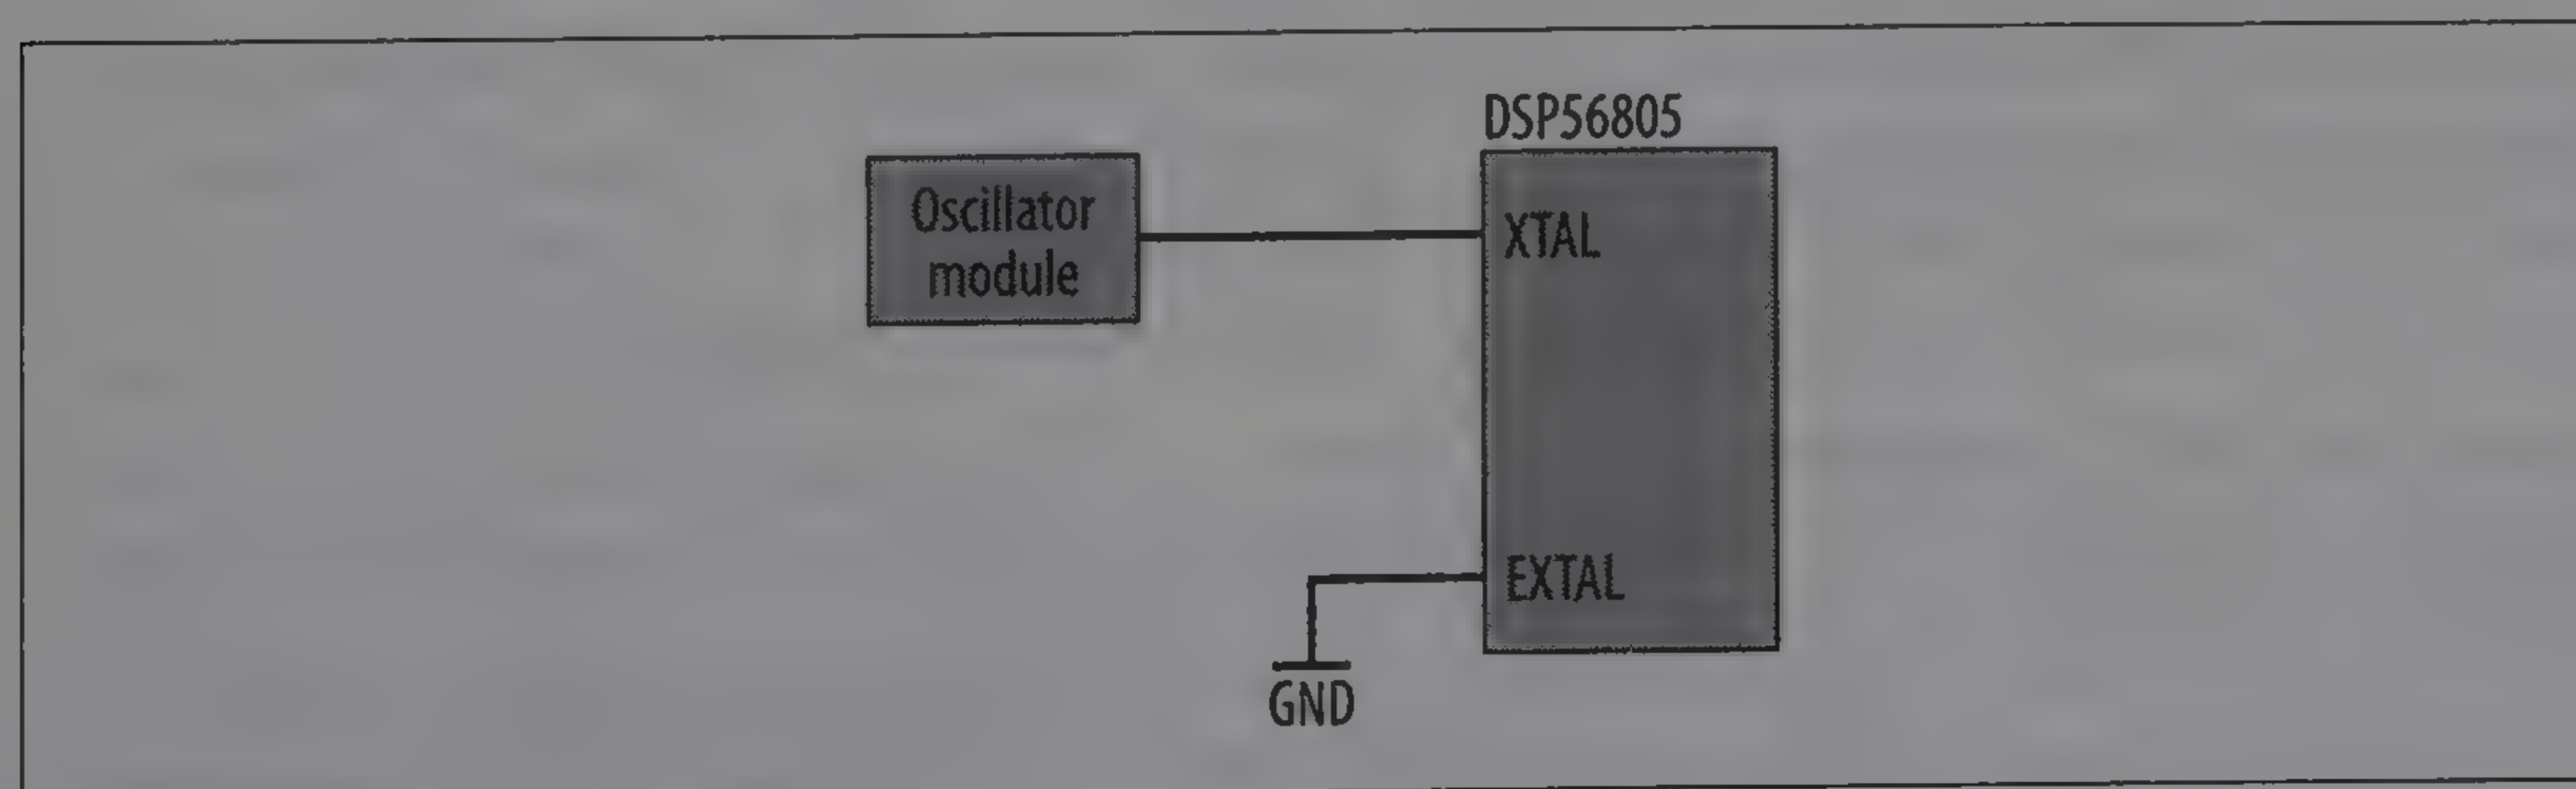 DSP56805
Oscillator
module
XTAL
EXTAL
GND